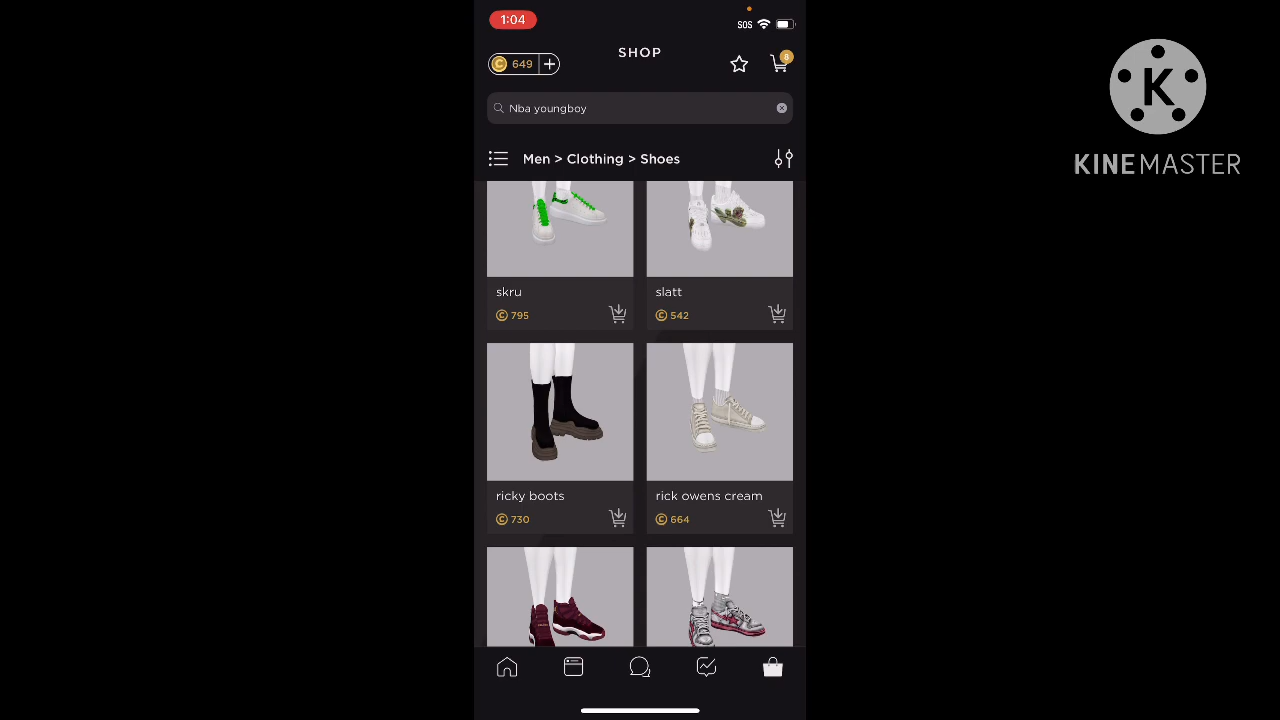 1:04
SOS
649
SHOP
8
Nba youngboy
Men > Clothing > Shoes
skru
slatt
795
542
ricky boots
rick owens cream
730
664
K
KINEMASTER